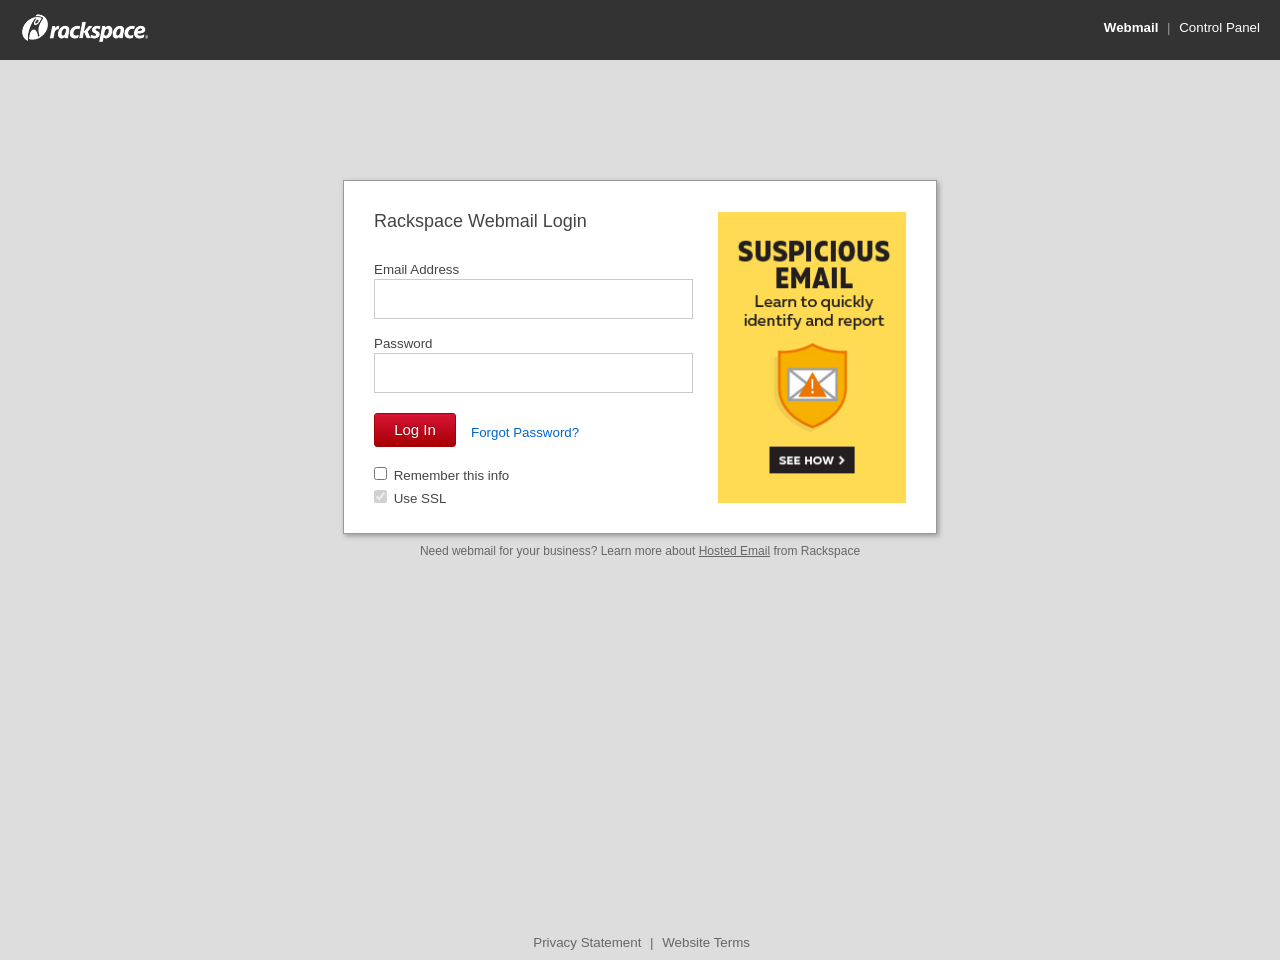 rackspace
Webmail | Control Panel
Rackspace Webmail Login
Email Address
Password
Log In
Forgot Password?
Remember this info
Use SSL
SUSPICIOUS
EMAIL
Learn to quickly
identify and report
SEE HOW >
Need webmail for your business? Learn more about Hosted Email from Rackspace
Privacy Statement | Website Terms